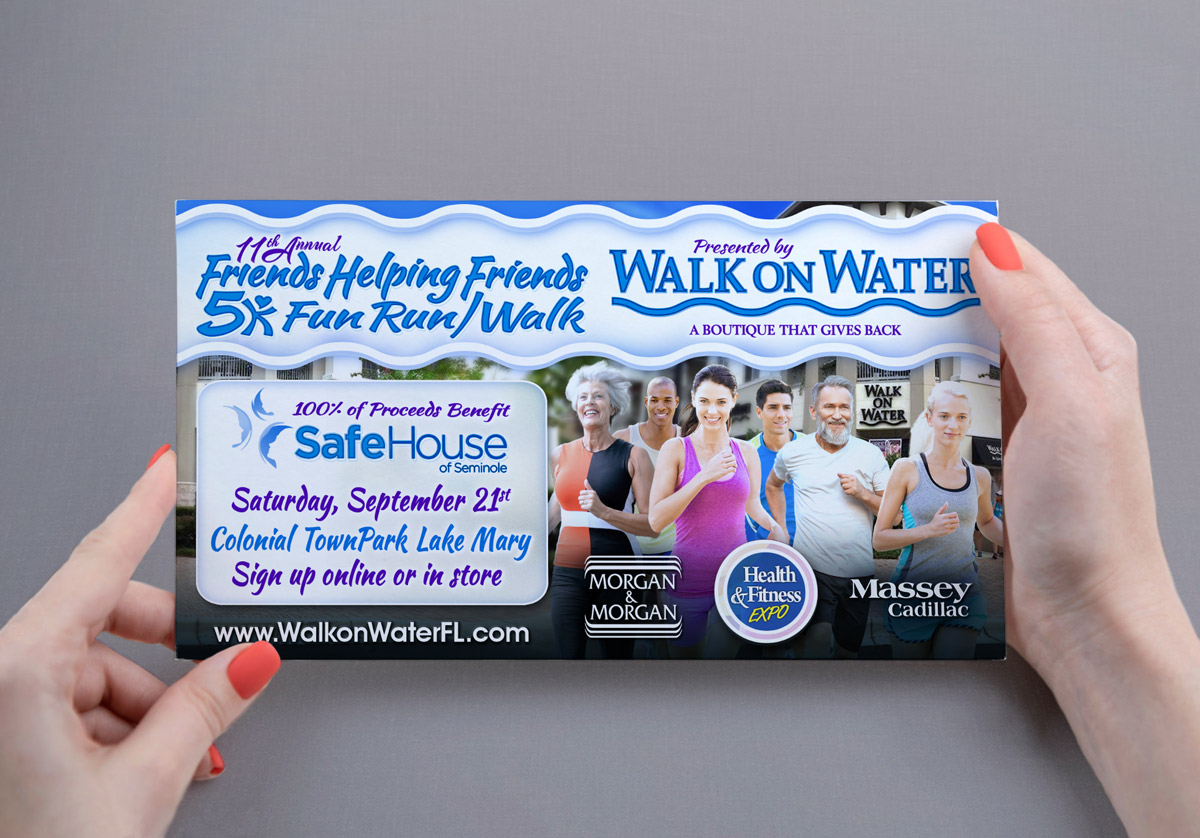 11th Annual
Friends Helping Friends
5K Fun Run/Walk
Presented by
WALK ON WATER
A BOUTIQUE THAT GIVES BACK
100% of Proceeds Benefit
SafeHouse
of Seminole
Saturday, September 21st
Colonial TownPark Lake Mary
Sign up online or in store
www.WalkonWaterFL.com
WALK
ON
WATER
MORGAN
&
MORGAN
Health
& Fitness
EXPO
Massey
Cadillac